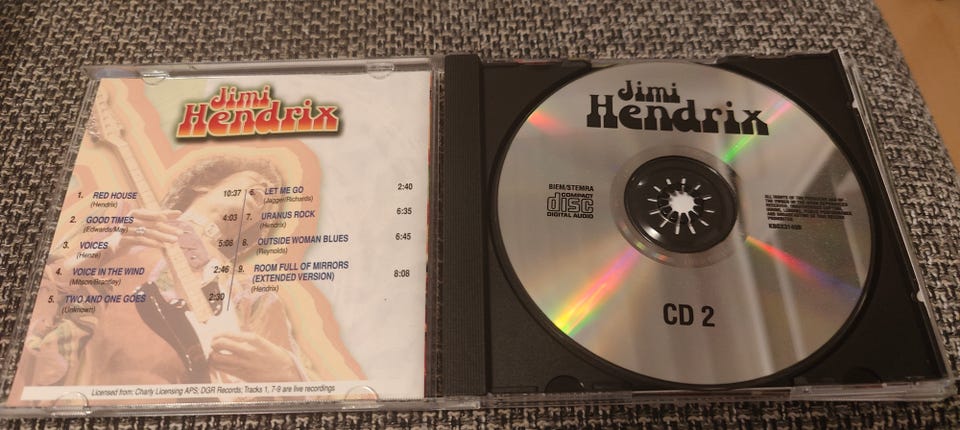 Jimi
Hendrix
1. RED HOUSE 10:37
(Hendrix)
2. GOOD TIMES 4:03
(Edwards/May)
3. VOICES 5:08
(Henze)
4. VOICE IN THE WIND 2:46
(Mitson/Brantley)
5. TWO AND ONE GOES 2:30
(Unknown)
6. LET ME GO 2:40
(Jagger/Richards)
7. URANUS ROCK 6:35
(Hendrix)
8. OUTSIDE WOMAN BLUES 6:45
(Reynolds)
9. ROOM FULL OF MIRRORS
(EXTENDED VERSION) 8:08
(Hendrix)
Licensed from: Charly Licensing APS; DGR Records; Tracks 1, 7-9 are live recordings
Jimi
Hendrix
BIEM/STEMRA
COMPACT
disc
DIGITAL AUDIO
CD 2